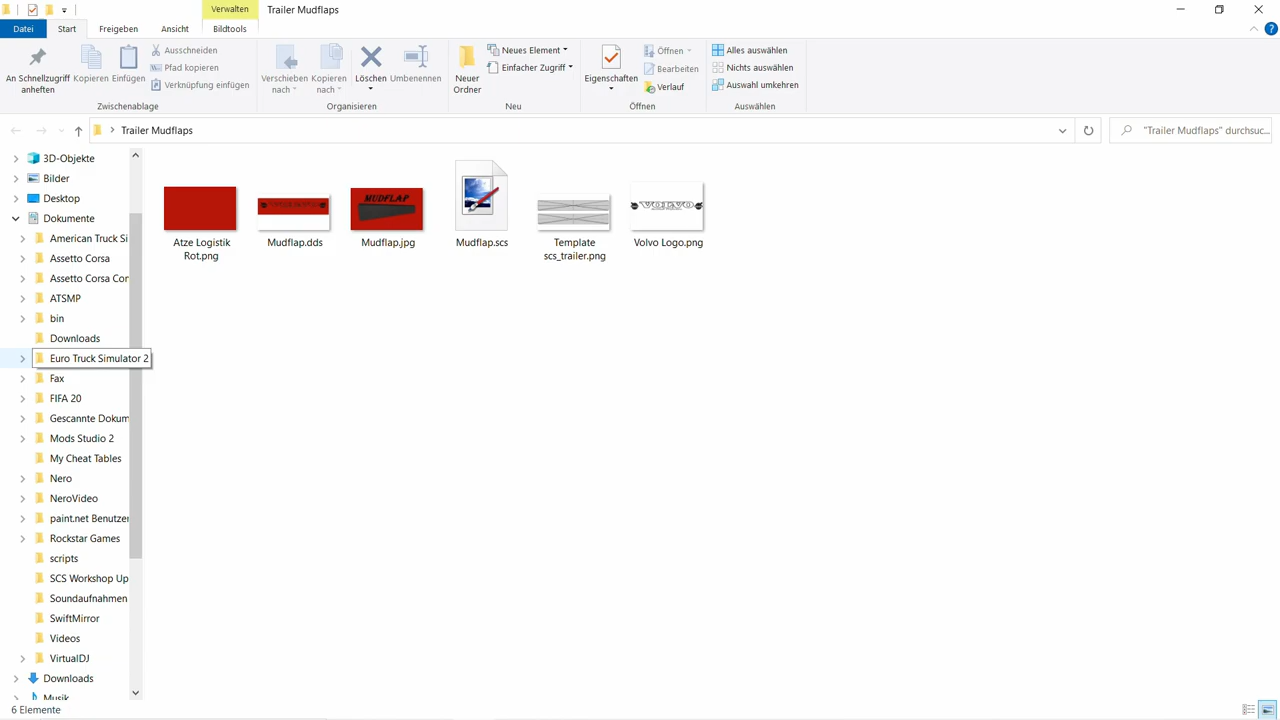 Verwalten
Trailer Mudflaps
Datei
Start
Freigeben
Ansicht
Bildtools
An Schnellzugriff
anheften
Kopieren
Einfügen
Ausschneiden
Pfad kopieren
Verknüpfung einfügen
Zwischenablage
Verschieben
nach
Kopieren
nach
Löschen
Umbenennen
Organisieren
Neuer
Ordner
Neues Element
Einfacher Zugriff
Neu
Eigenschaften
Öffnen
Bearbeiten
Verlauf
Öffnen
Alles auswählen
Nichts auswählen
Auswahl umkehren
Auswählen
Trailer Mudflaps
"Trailer Mudflaps" durchsuc...
3D-Objekte
Bilder
Desktop
Dokumente
American Truck Si
Assetto Corsa
Assetto Corsa Con
ATSMP
bin
Downloads
Euro Truck Simulator 2
Fax
FIFA 20
Gescannte Dokum
Mods Studio 2
My Cheat Tables
Nero
NeroVideo
paint.net Benutzer
Rockstar Games
scripts
SCS Workshop Up
Soundaufnahmen
SwiftMirror
Videos
VirtualDJ
Downloads
Musik
MUDFLAP
VOLVO
Atze Logistik
Rot.png
Mudflap.dds
Mudflap.jpg
Mudflap.scs
Template
scs_trailer.png
Volvo Logo.png
6 Elemente